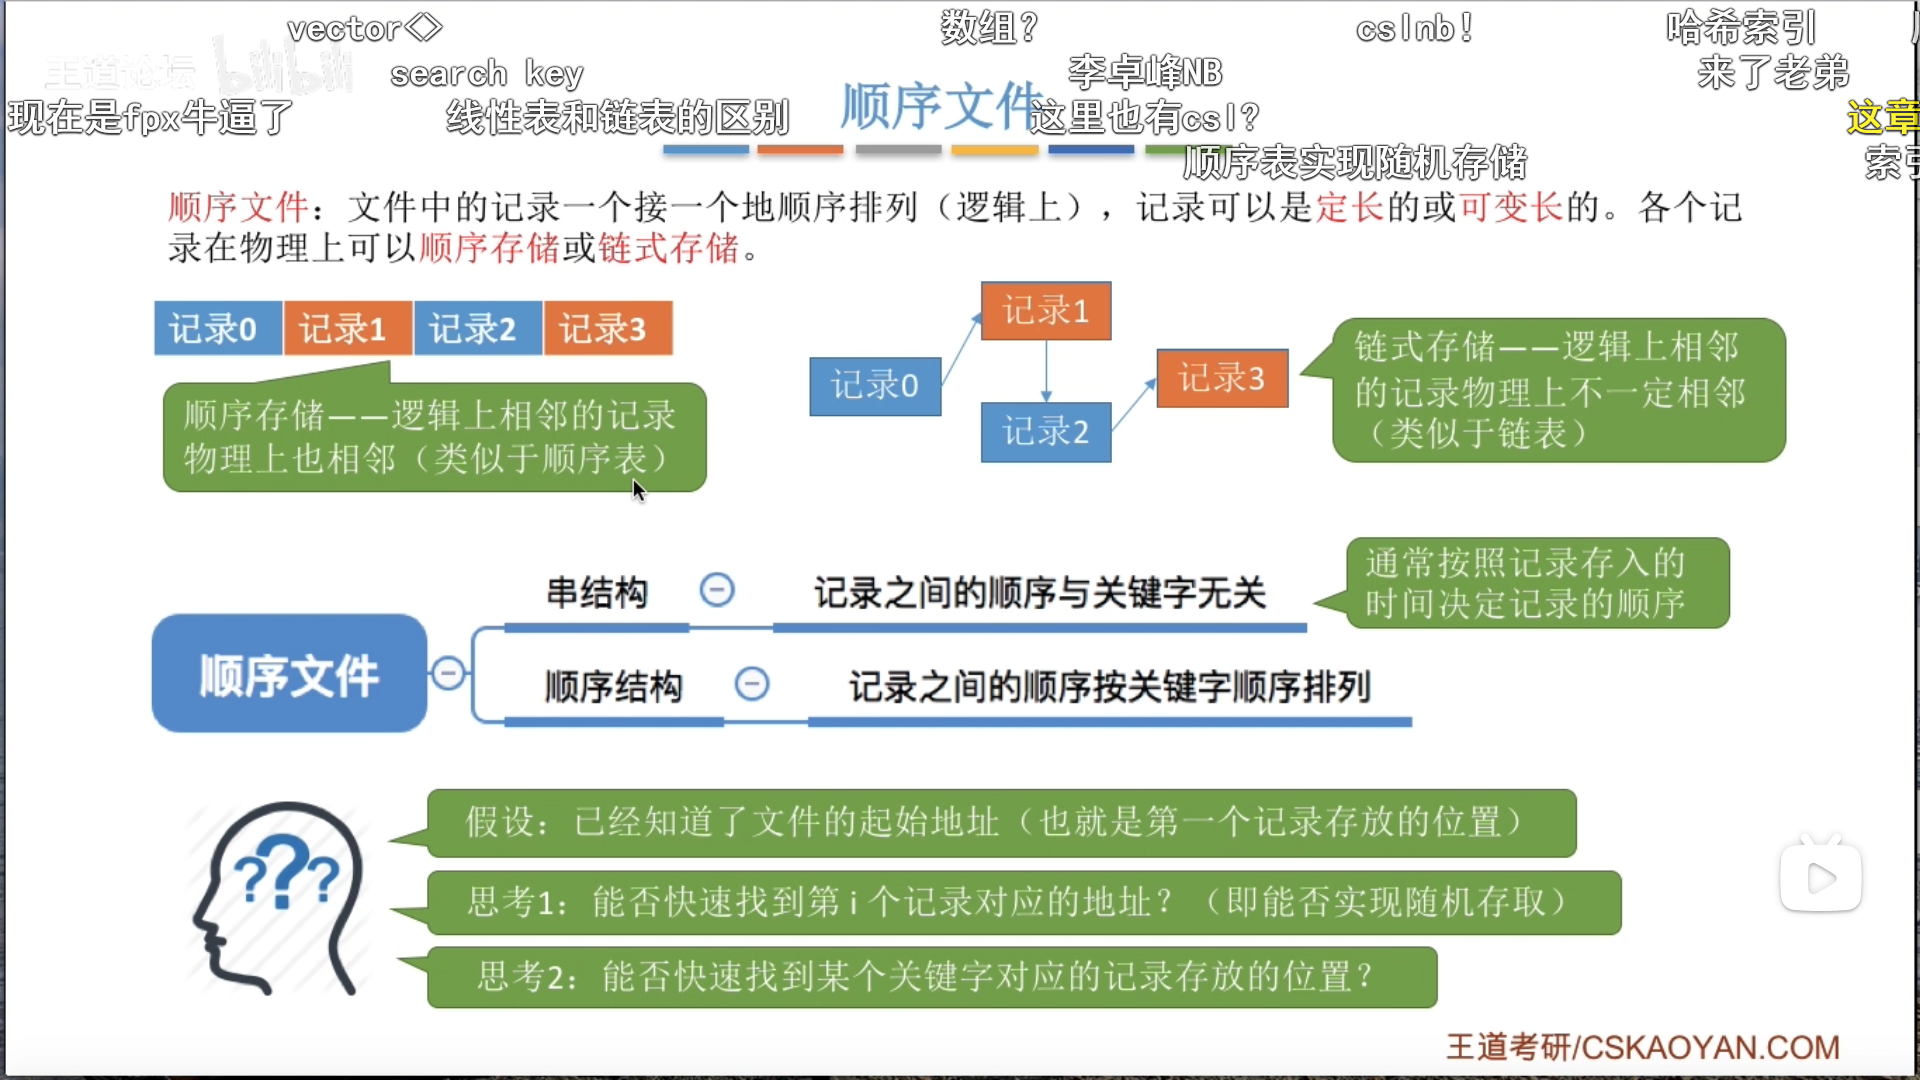 vector<>
数组？
cslnb！
哈希索引
王道论坛
bilibili
search key
李卓峰NB
来了老弟
现在是fpx牛逼了
线性表和链表的区别
顺序文件
这里也有csl？
这章
顺序表实现随机存储
索引
顺序文件：文件中的记录一个接一个地顺序排列（逻辑上），记录可以是定长的或可变长的。各个记
录在物理上可以顺序存储或链式存储。
记录0
记录1
记录2
记录3
顺序存储——逻辑上相邻的记录
物理上也相邻（类似于顺序表）
记录0
记录1
记录2
记录3
链式存储——逻辑上相邻
的记录物理上不一定相邻
（类似于链表）
串结构
记录之间的顺序与关键字无关
通常按照记录存入的
时间决定记录的顺序
顺序文件
顺序结构
记录之间的顺序按关键字顺序排列
???
假设：已经知道了文件的起始地址（也就是第一个记录存放的位置）
思考1：能否快速找到第 i 个记录对应的地址？（即能否实现随机存取）
思考2：能否快速找到某个关键字对应的记录存放的位置？
王道考研/CSKAOYAN.COM